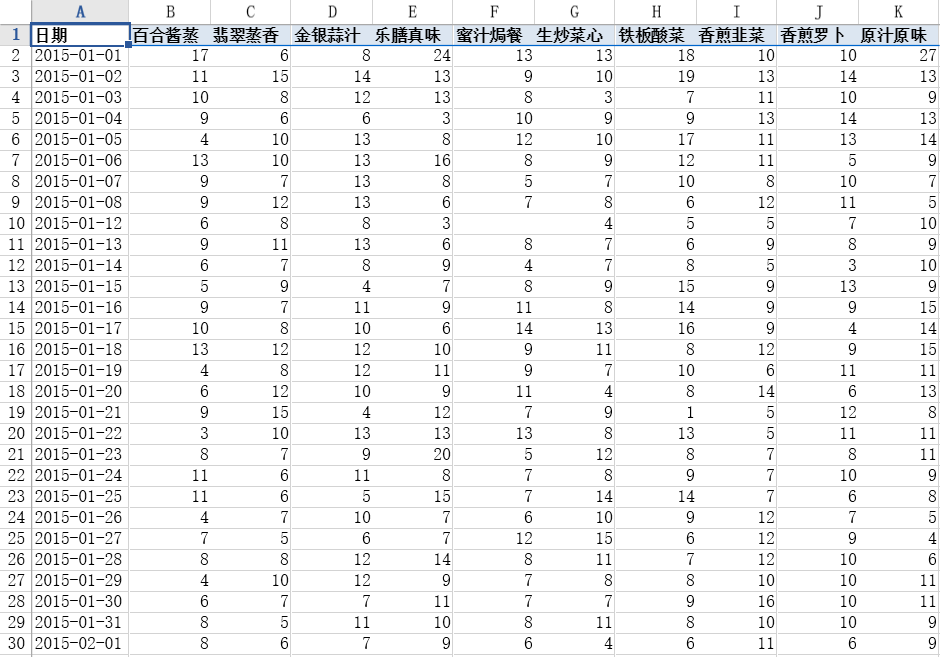 A B C D E F G H I J K
1 日期 百合酱蒸 翡翠蒸香 金银蒜汁 乐膳真味 蜜汁焗餐 生炒菜心 铁板酸菜 香煎韭菜 香煎罗卜 原汁原味
2 2015-01-01 17 6 8 24 13 13 18 10 10 27
3 2015-01-02 11 15 14 13 9 10 19 13 14 13
4 2015-01-03 10 8 12 13 8 3 7 11 10 9
5 2015-01-04 9 6 6 3 10 9 9 13 14 13
6 2015-01-05 4 10 13 8 12 10 17 11 13 14
7 2015-01-06 13 10 13 16 8 9 12 11 5 9
8 2015-01-07 9 7 13 8 5 7 10 8 10 7
9 2015-01-08 9 12 13 6 7 8 6 12 11 5
10 2015-01-12 6 8 8 3 4 5 5 7 10
11 2015-01-13 9 11 13 6 8 7 6 9 8 9
12 2015-01-14 6 7 8 9 4 7 8 5 3 10
13 2015-01-15 5 9 4 7 8 9 15 9 13 9
14 2015-01-16 9 7 11 9 11 8 14 9 9 15
15 2015-01-17 10 8 10 6 14 13 16 9 4 14
16 2015-01-18 13 12 12 10 9 11 8 12 9 15
17 2015-01-19 4 8 12 11 9 7 10 6 11 11
18 2015-01-20 6 12 10 9 11 4 8 14 6 13
19 2015-01-21 9 15 4 12 7 9 1 5 12 8
20 2015-01-22 3 10 13 13 13 8 13 5 11 11
21 2015-01-23 8 7 9 20 5 12 8 7 8 11
22 2015-01-24 11 6 11 8 7 8 9 7 10 9
23 2015-01-25 11 6 5 15 7 14 14 7 6 8
24 2015-01-26 4 7 10 7 6 10 9 12 7 5
25 2015-01-27 7 5 6 7 12 15 6 12 9 4
26 2015-01-28 8 8 12 14 8 11 7 12 10 6
27 2015-01-29 4 10 12 9 7 8 8 10 10 11
28 2015-01-30 6 7 7 11 7 7 9 16 10 11
29 2015-01-31 8 5 11 10 8 11 8 10 10 9
30 2015-02-01 8 6 7 9 6 4 6 11 6 9